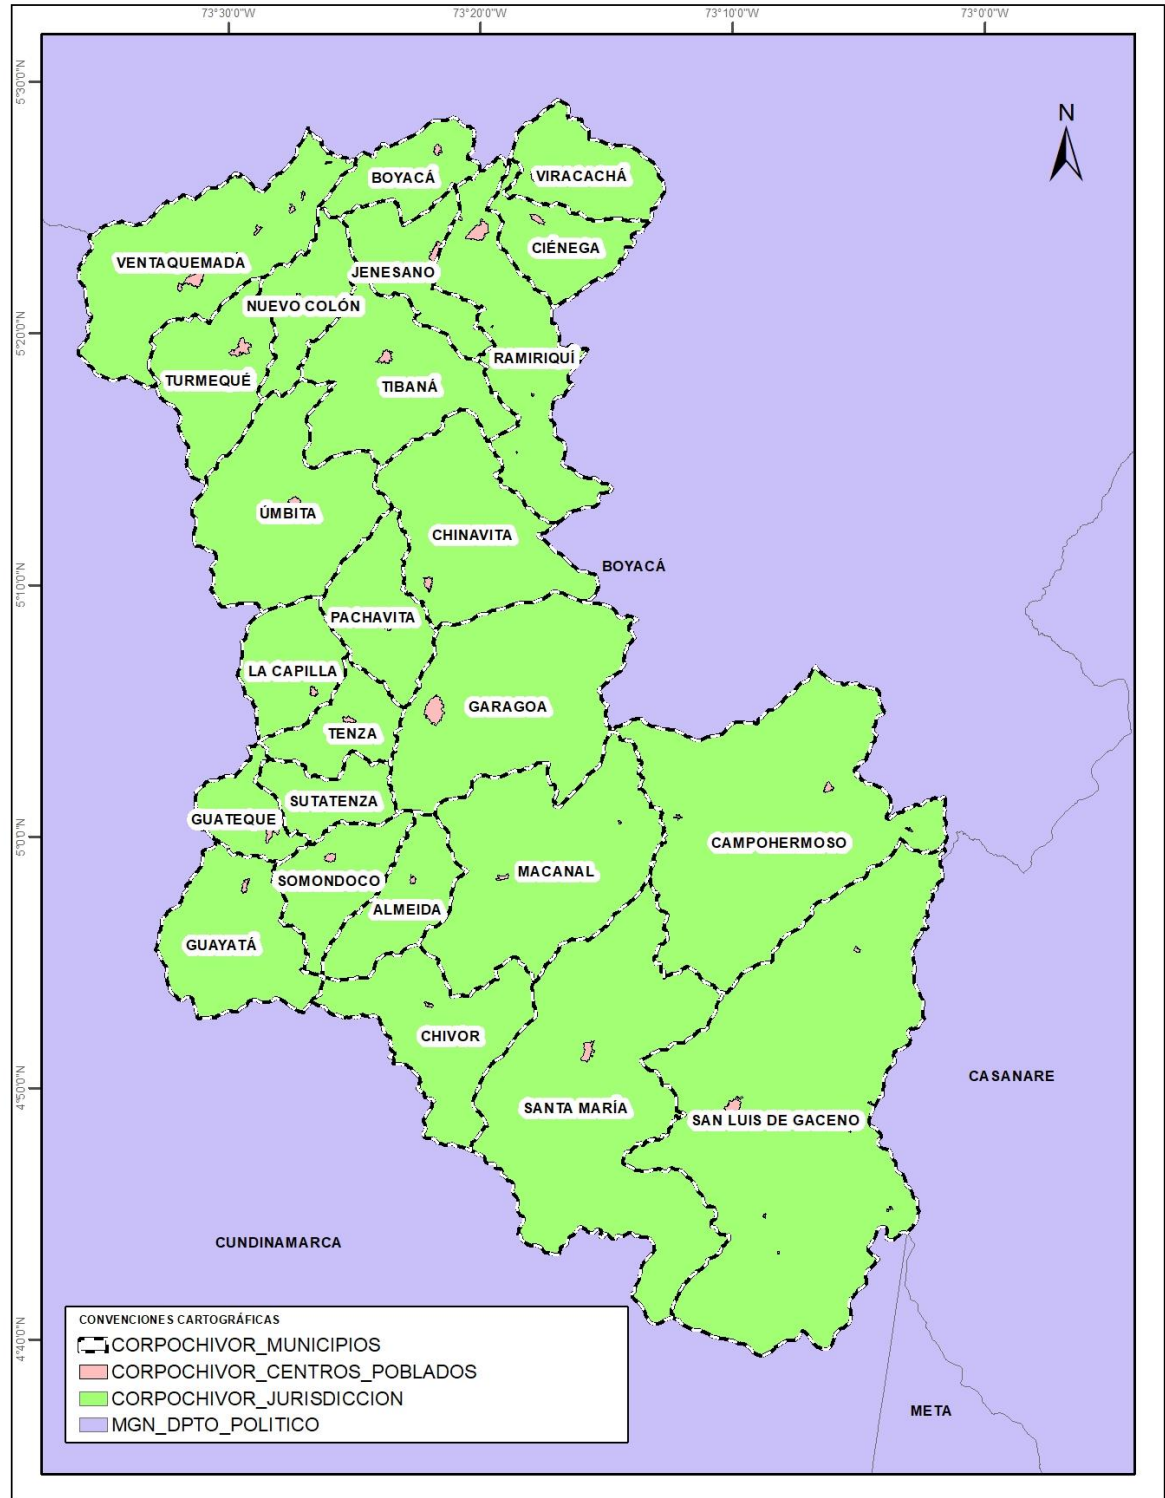 73°30'0"W
73°20'0"W
73°10'0"W
73°0'0"W
5°30'0"N
5°20'0"N
5°10'0"N
5°0'0"N
4°50'0"N
4°40'0"N
N
BOYACÁ
VIRACACHÁ
CIÉNEGA
VENTAQUEMADA
JENESANO
NUEVO COLÓN
RAMIRIQUÍ
TURMEQUÉ
TIBANÁ
ÚMBITA
CHINAVITA
BOYACÁ
PACHAVITA
LA CAPILLA
GARAGOA
TENZA
SUTATENZA
GUATEQUE
CAMPOHERMOSO
MACANAL
SOMONDOCO
ALMEIDA
GUAYATÁ
CHIVOR
CASANARE
SANTA MARÍA
SAN LUIS DE GACENO
CUNDINAMARCA
META
CONVENCIONES CARTOGRÁFICAS
CORPOCHIVOR_MUNICIPIOS
CORPOCHIVOR_CENTROS_POBLADOS
CORPOCHIVOR_JURISDICCION
MGN_DPTO_POLITICO